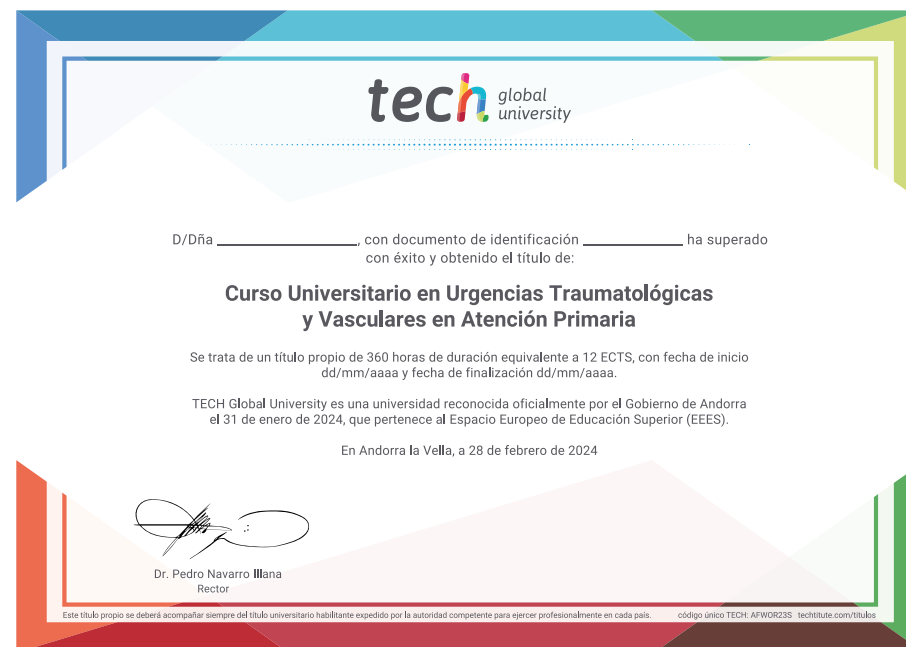 tech global university
D/Dña ____________________, con documento de identificación ______________ ha superado
con éxito y obtenido el título de:
Curso Universitario en Urgencias Traumatológicas
y Vasculares en Atención Primaria
Se trata de un título propio de 360 horas de duración equivalente a 12 ECTS, con fecha de inicio
dd/mm/aaaa y fecha de finalización dd/mm/aaaa.
TECH Global University es una universidad reconocida oficialmente por el Gobierno de Andorra
el 31 de enero de 2024, que pertenece al Espacio Europeo de Educación Superior (EEES).
En Andorra la Vella, a 28 de febrero de 2024
Dr. Pedro Navarro Illana
Rector
Este título propio se deberá acompañar siempre del título universitario habilitante expedido por la autoridad competente para ejercer profesionalmente en cada país. código único TECH: AFWOR23S techtitute.com/titulos